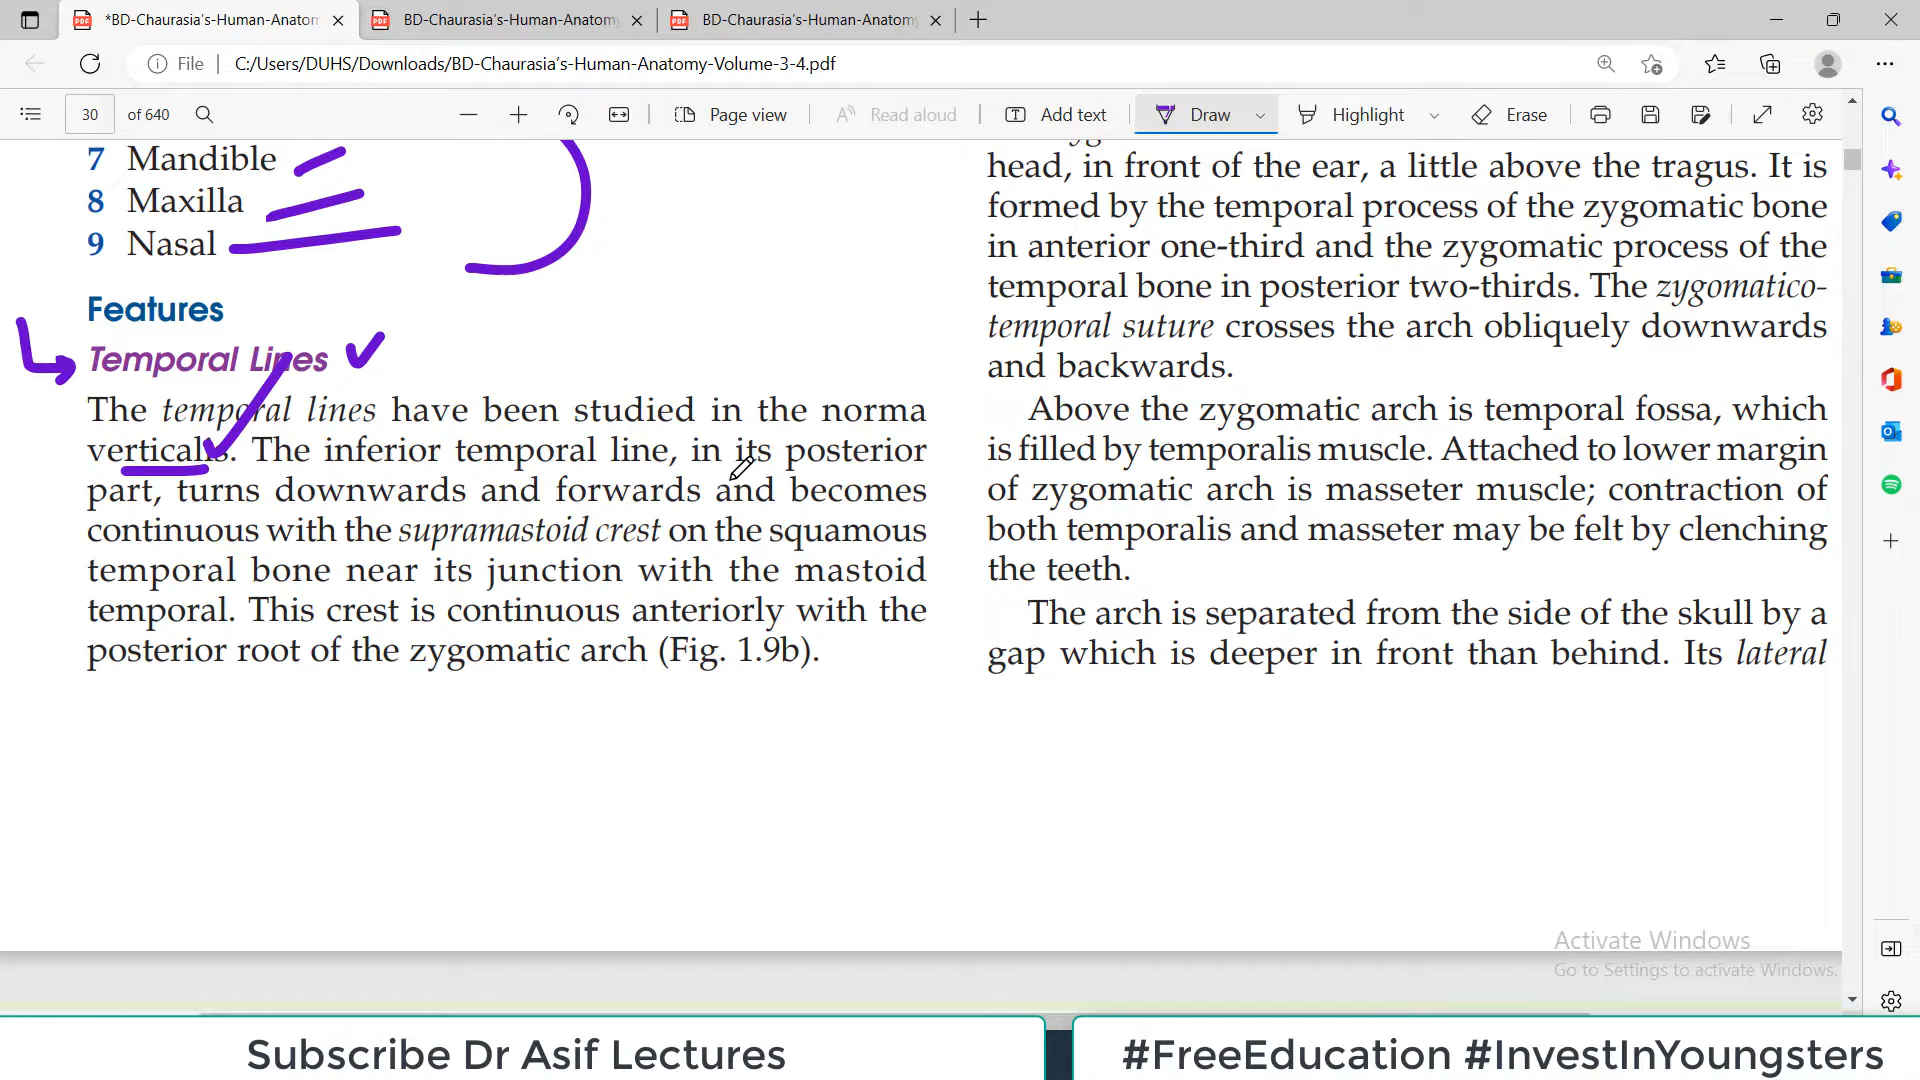 *BD-Chaurasia's-Human-Anatom
BD-Chaurasia's-Human-Anatomy
BD-Chaurasia's-Human-Anatomy
File
C:/Users/DUHS/Downloads/BD-Chaurasia's-Human-Anatomy-Volume-3-4.pdf
30 of 640
Page view
Read aloud
Add text
Draw
Highlight
Erase
7 Mandible
8 Maxilla
9 Nasal
Features
Temporal Lines
The temporal lines have been studied in the norma
verticalis. The inferior temporal line, in its posterior
part, turns downwards and forwards and becomes
continuous with the supramastoid crest on the squamous
temporal bone near its junction with the mastoid
temporal. This crest is continuous anteriorly with the
posterior root of the zygomatic arch (Fig. 1.9b).
head, in front of the ear, a little above the tragus. It is
formed by the temporal process of the zygomatic bone
in anterior one-third and the zygomatic process of the
temporal bone in posterior two-thirds. The zygomatico-
temporal suture crosses the arch obliquely downwards
and backwards.
Above the zygomatic arch is temporal fossa, which
is filled by temporalis muscle. Attached to lower margin
of zygomatic arch is masseter muscle; contraction of
both temporalis and masseter may be felt by clenching
the teeth.
The arch is separated from the side of the skull by a
gap which is deeper in front than behind. Its lateral
Activate Windows
Go to Settings to activate Windows.
Subscribe Dr Asif Lectures
#FreeEducation #InvestInYoungsters